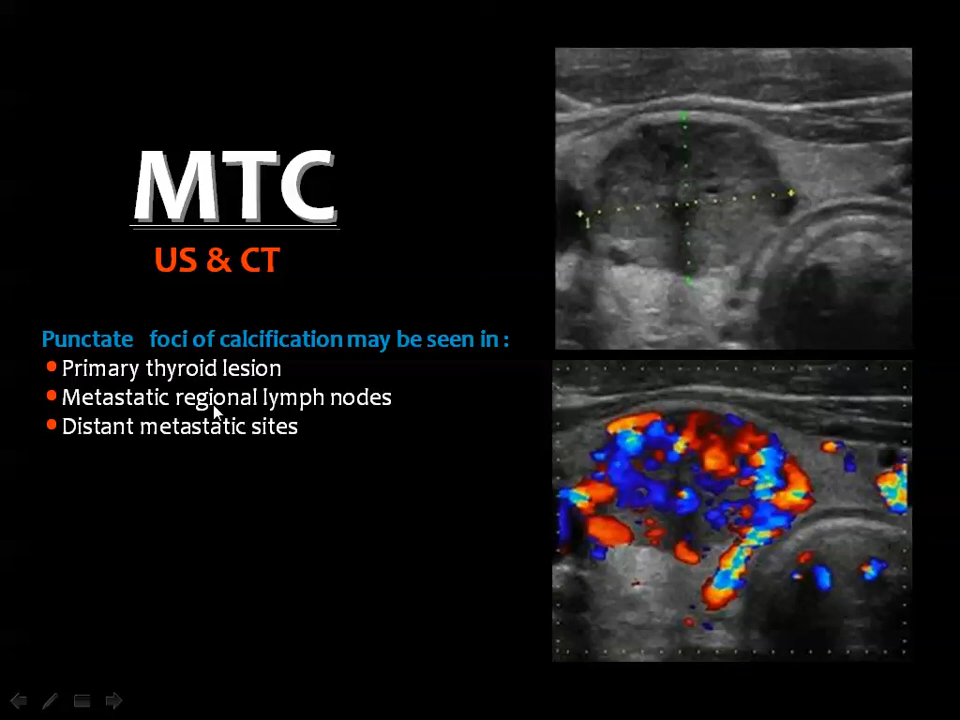 MTC
US & CT
Punctate foci of calcification may be seen in :
• Primary thyroid lesion
• Metastatic regional lymph nodes
• Distant metastatic sites
1